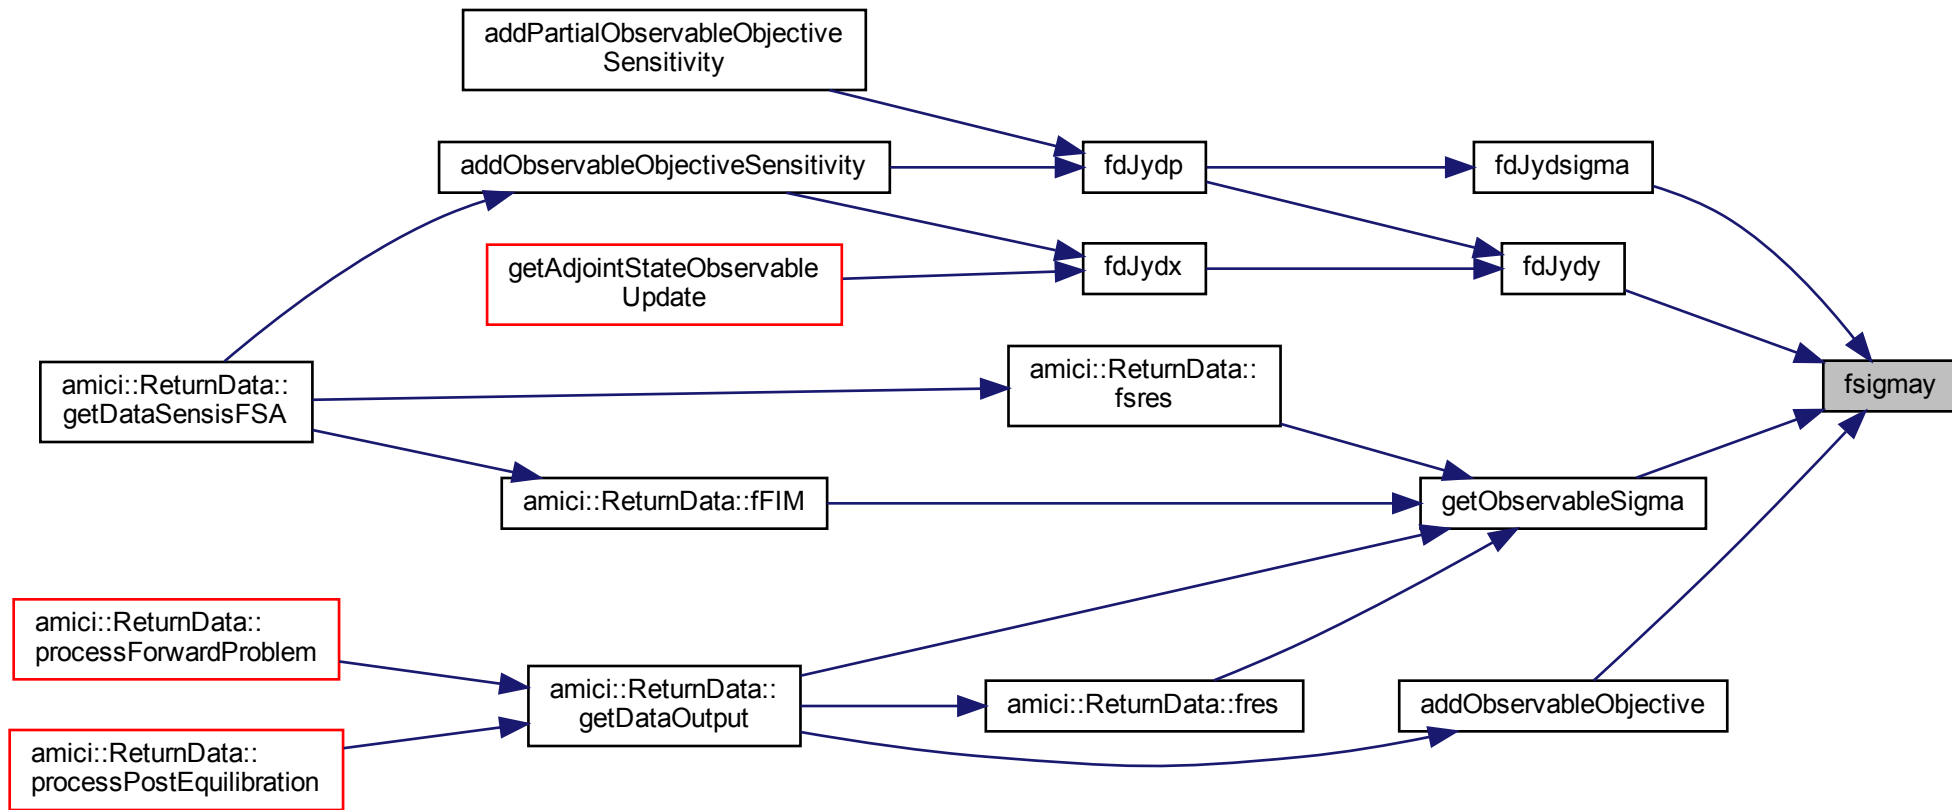 addPartialObservableObjective
Sensitivity
addObservableObjectiveSensitivity
fdJydp
fdJydsigma
getAdjointStateObservable
Update
fdJydx
fdJydy
amici::ReturnData::
getDataSensisFSA
amici::ReturnData::
fsres
fsigmay
amici::ReturnData::fFIM
getObservableSigma
amici::ReturnData::
processForwardProblem
amici::ReturnData::
getDataOutput
amici::ReturnData::fres
addObservableObjective
amici::ReturnData::
processPostEquilibration